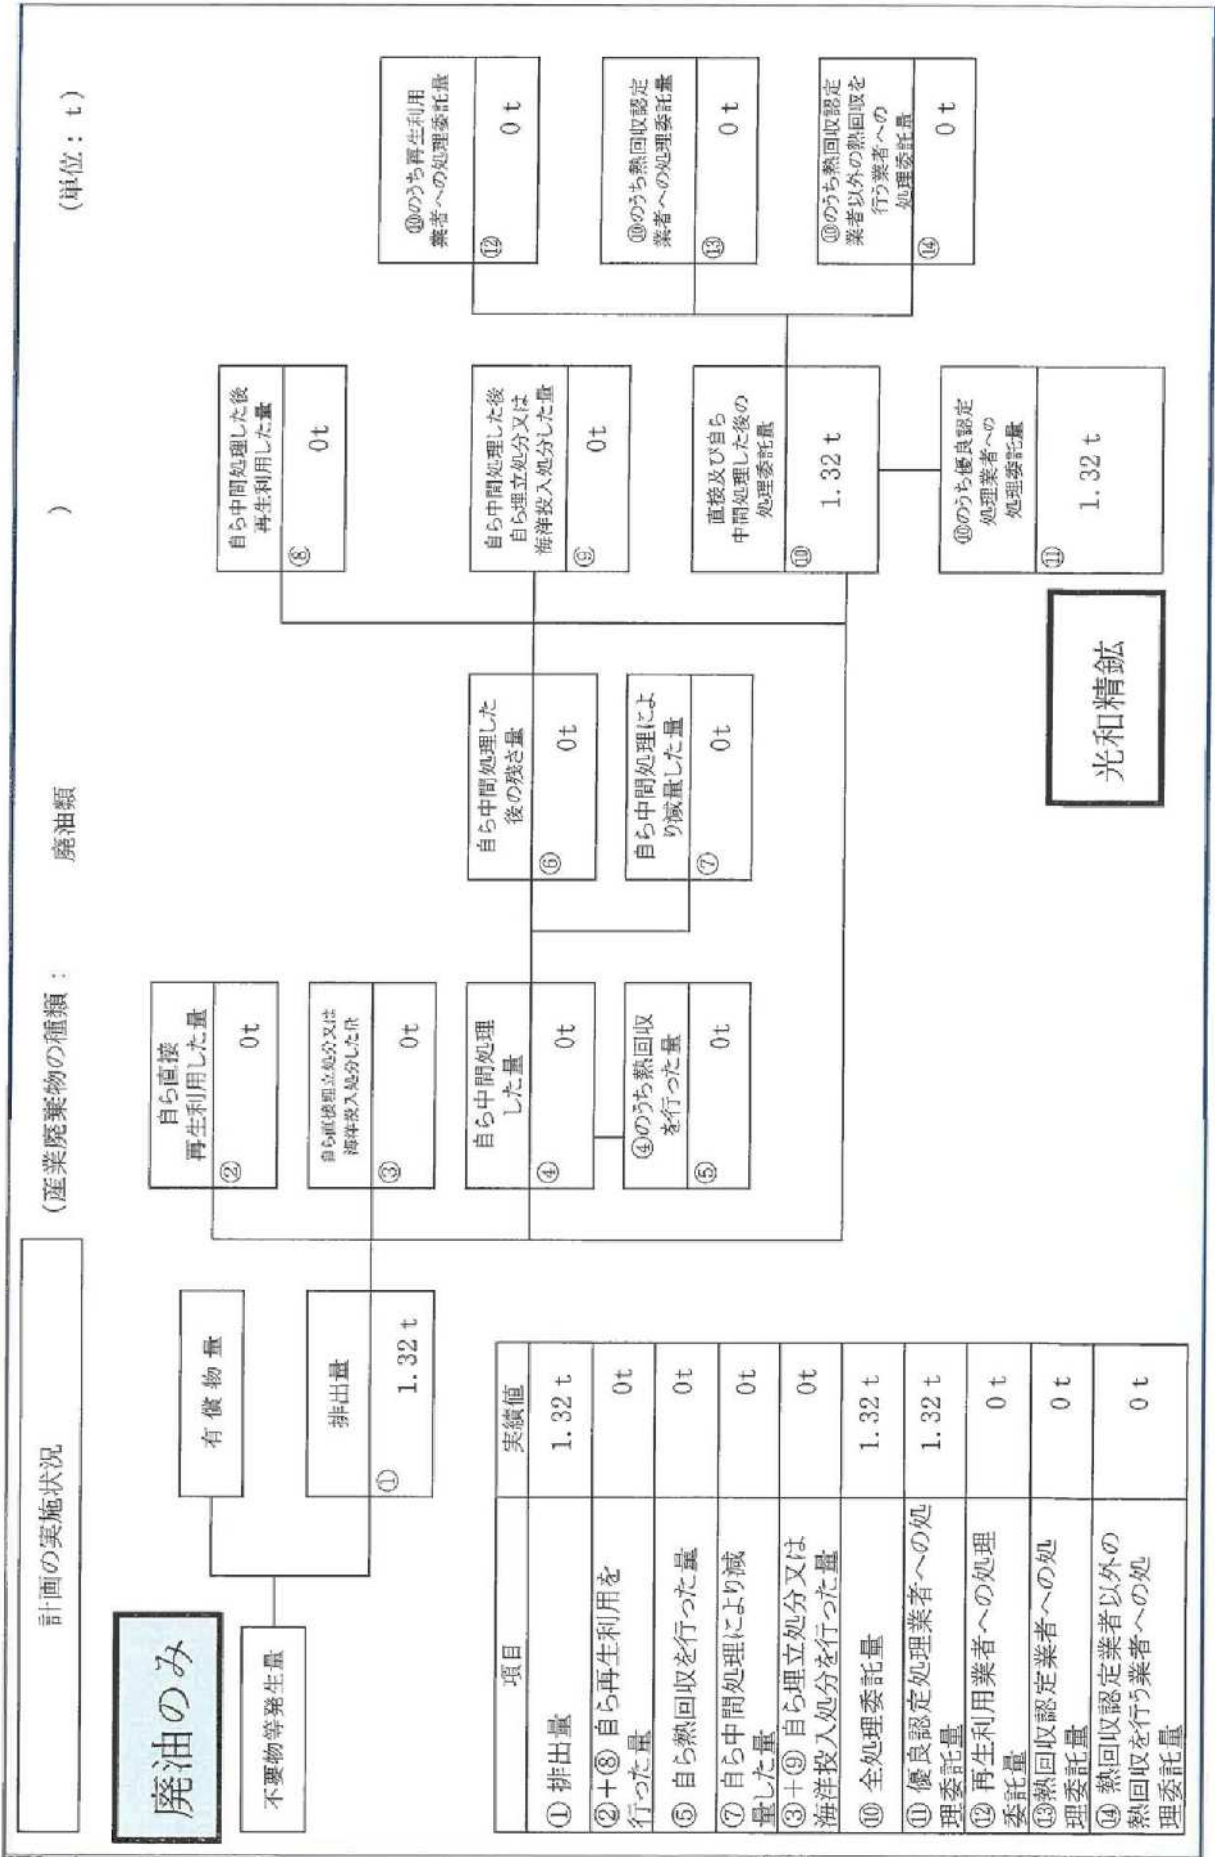 計画の実施状況
(産業廃棄物の種類： 廃油類 )
(単位：t)
廃油のみ
不要物等発生量
有償物量
排出量
① 1.32 t
自ら直接
再生利用した量
② 0t
自ら直接埋立処分又は
海洋投入処分した
③ 0t
自ら中間処理
した量
④ 0t
④のうち熱回収
を行った量
⑤ 0t
自ら中間処理した
後の残さ量
⑥ 0t
自ら中間処理によ
り減量した量
⑦ 0t
自ら中間処理した後
再生利用した量
⑧ 0t
自ら中間処理した後
自ら埋立処分又は
海洋投入処分した量
⑨ 0t
直接及び自ら
中間処理した後の
処理委託量
⑩ 1.32 t
⑩のうち優良認定
処理業者への
処理委託量
⑪ 1.32 t
⑩のうち再生利用
業者への処理委託量
⑫ 0 t
⑩のうち熱回収認定
業者への処理委託量
⑬ 0 t
⑩のうち熱回収認定
業者以外の熱回収を
行う業者への
処理委託量
⑭ 0 t
光和精鉱
項目 実績値
① 排出量 1.32 t
②＋⑧ 自ら再生利用を
行った量 0t
⑤ 自ら熱回収を行った量 0t
⑦ 自ら中間処理により減
量した量 0t
③＋⑨ 自ら埋立処分又は
海洋投入処分を行った量 0t
⑩ 全処理委託量 1.32 t
⑪ 優良認定処理業者への処
理委託量 1.32 t
⑫ 再生利用業者への処理
委託量 0 t
⑬熱回収認定業者への処
理委託量 0 t
⑭ 熱回収認定業者以外の
熱回収を行う業者への処
理委託量 0 t